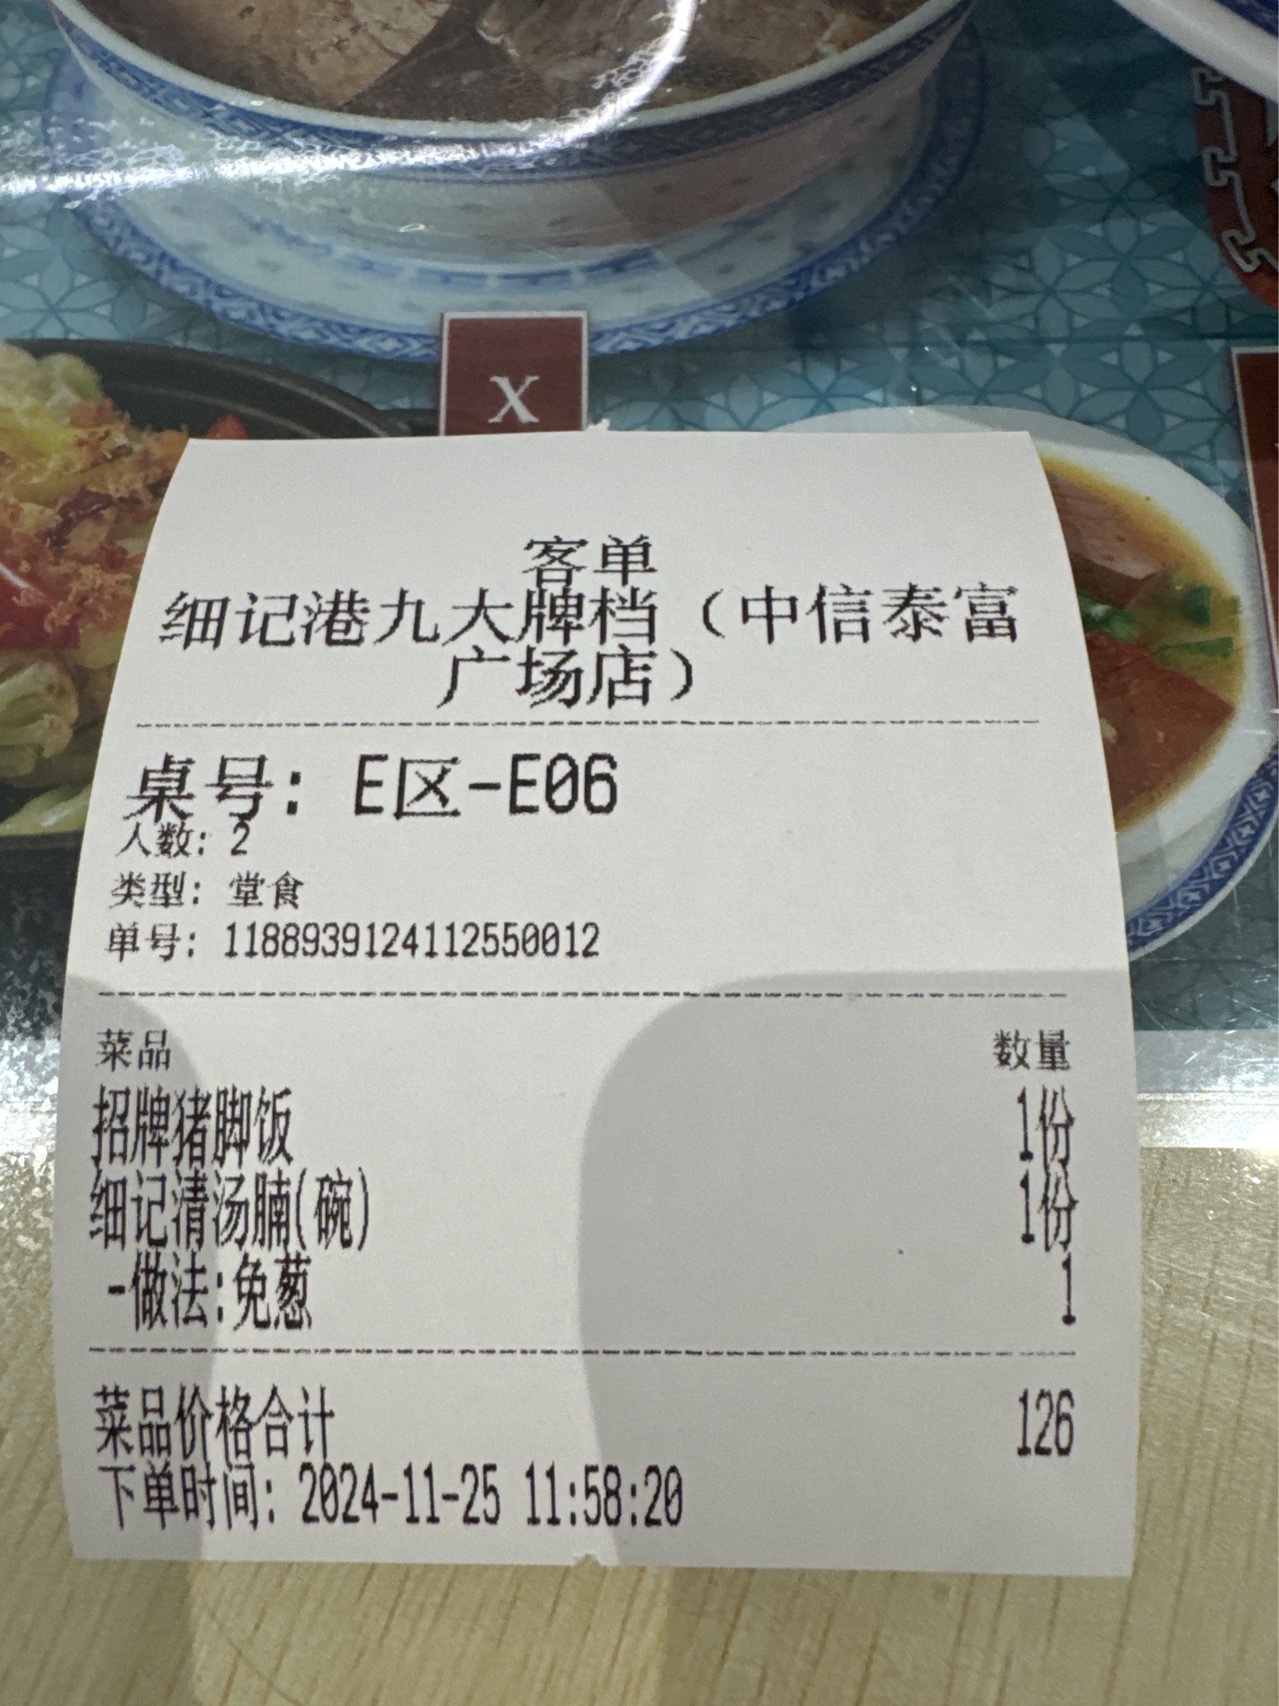 X
客单
细记港九大牌档（中信泰富
广场店）
桌号: E区-E06
人数: 2
类型: 堂食
单号: 1188939124112550012
菜品 数量
招牌猪脚饭 1份
细记清汤腩(碗) 1份
-做法:免葱 1
菜品价格合计 126
下单时间: 2024-11-25 11:58:20